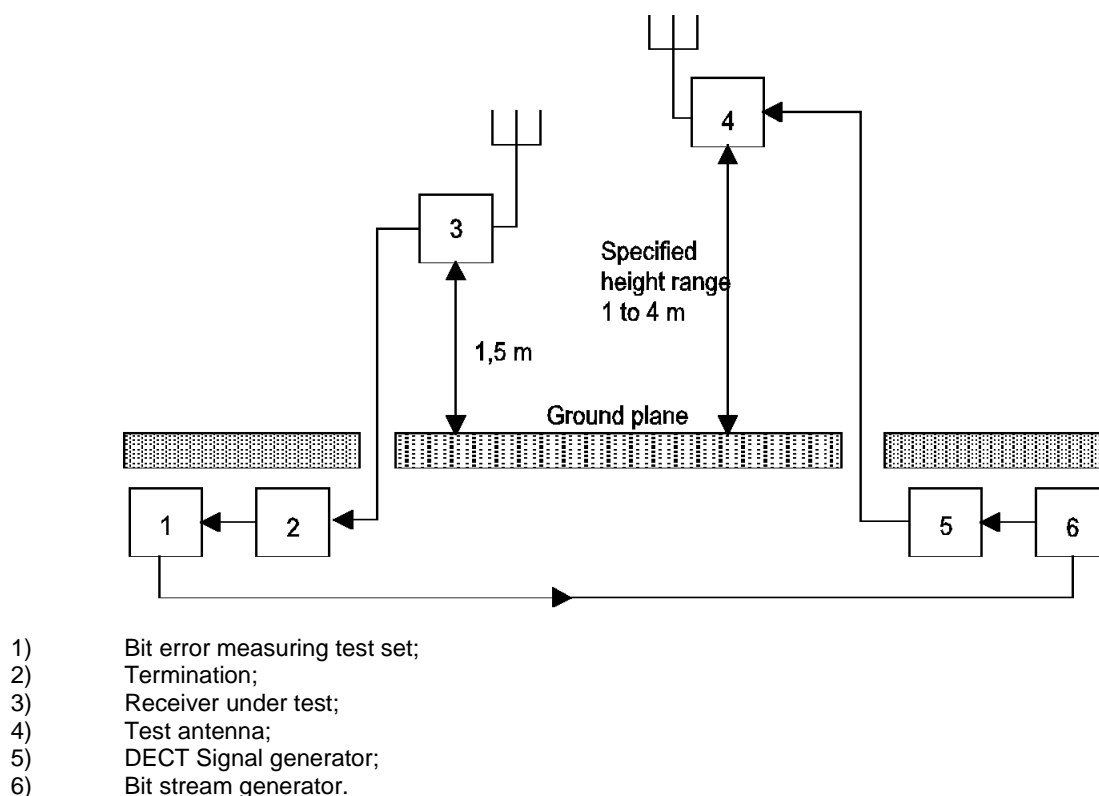 4
3
Specified
height range
1 to 4 m
1,5 m
Ground plane
1
2
5
6
1) Bit error measuring test set;
2) Termination;
3) Receiver under test;
4) Test antenna;
5) DECT Signal generator;
6) Bit stream generator.